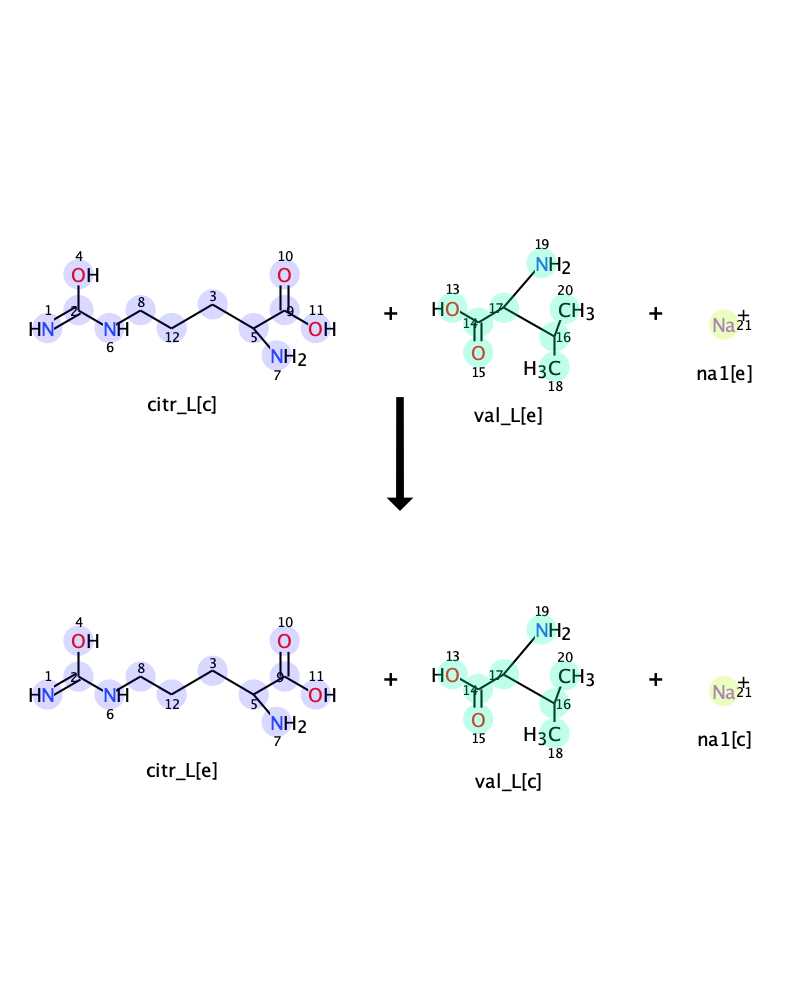 4 10 19
OH O NH2
1 2 8 3 9 11 13 14 17 20
HN NH OH HO CH3 + + Na+ 21
6 12 5 NH2 O 16
7 15 H3C 18
citr_L[c] val_L[e] na1[e]
4 10 19
OH O NH2
1 2 8 3 9 11 13 14 17 20
HN NH OH HO CH3 + + Na+ 21
6 12 5 NH2 O 16
7 15 H3C 18
citr_L[e] val_L[c] na1[c]